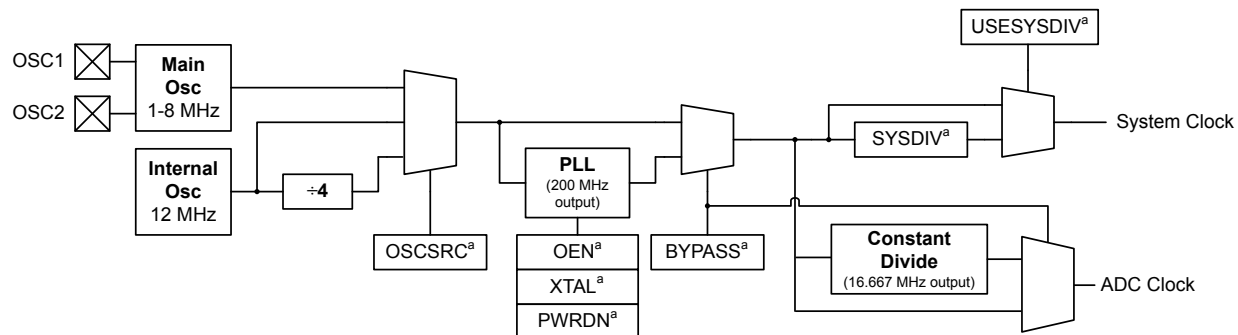 USESYSDIVa
OSC1
Main
Osc
1-8 MHz
OSC2
System Clock
SYSDIVa
PLL
(200 MHz
output)
Internal
Osc
12 MHz
÷4
OSCSRCa
OENa
BYPASSa
Constant
Divide
(16.667 MHz output)
XTALa
ADC Clock
PWRDNa